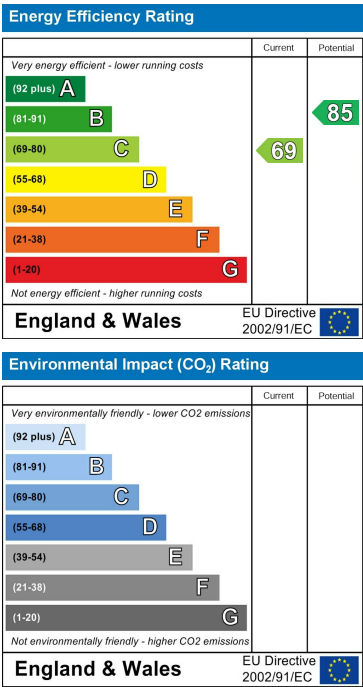 Energy Efficiency Rating
Current Potential
Very energy efficient - lower running costs
(92 plus) A
(81-91) B
(69-80) C
(55-68) D
(39-54) E
(21-38) F
(1-20) G
69
85
Not energy efficient - higher running costs
England & Wales
EU Directive
2002/91/EC
Environmental Impact (CO₂) Rating
Current Potential
Very environmentally friendly - lower CO2 emissions
(92 plus) A
(81-91) B
(69-80) C
(55-68) D
(39-54) E
(21-38) F
(1-20) G
Not environmentally friendly - higher CO2 emissions
England & Wales
EU Directive
2002/91/EC